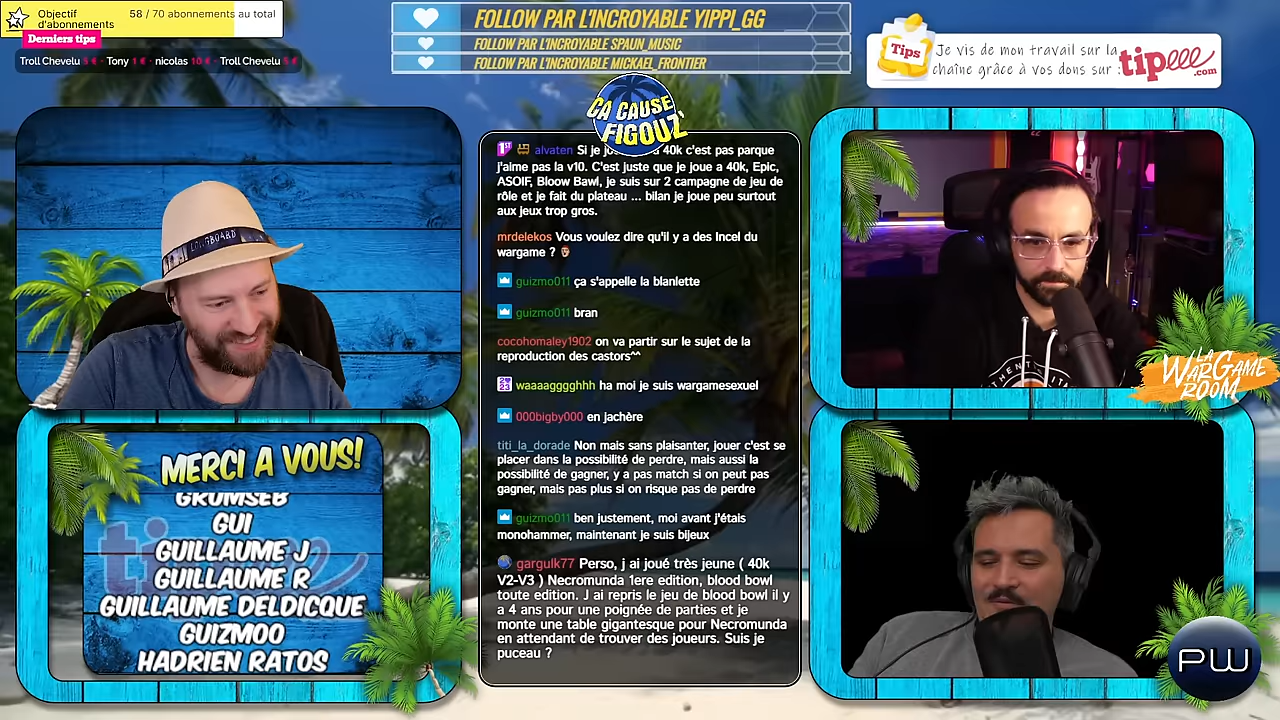 Objectif
d'abonnements
58 / 70 abonnements au total
Derniers tips
Troll Chevelu 5 € - Tony 1 € - nicolas 10 € - Troll Chevelu 5 €
FOLLOW PAR L'INCROYABLE YIPPI_GG
FOLLOW PAR L'INCROYABLE SPAUN_MUSIC
FOLLOW PAR L'INCROYABLE MICKAEL_FRONTIER
Tips
Je vis de mon travail sur la
chaîne grâce à vos dons sur :
tipeee
.com
ÇA CAUSE
FIGOUZ'
1ST alvaten Si je 40k c'est pas parque
j'aime pas la v10. C'est juste que je joue a 40k, Epic,
ASOIF, Bloow Bawl, je suis sur 2 campagne de jeu de
rôle et je fait du plateau ... bilan je joue peu surtout
aux jeux trop gros.
mrdelekos Vous voulez dire qu'il y a des Incel du
wargame ?
guizmo011 ça s'appelle la blanlette
guizmo011 bran
cocohomaley1902 on va partir sur le sujet de la
reproduction des castors^^
waaaaggghhh ha moi je suis wargamesexuel
000bigby000 en jachère
titi_la_dorade Non mais sans plaisanter, jouer c'est se
placer dans la possibilité de perdre, mais aussi la
possibilité de gagner, y a pas match si on peut pas
gagner, mais pas plus si on risque pas de perdre
guizmo011 ben justement, moi avant j'étais
monohammer, maintenant je suis bijeux
gargulk77 Perso, j ai joué très jeune ( 40k
V2-V3 ) Necromunda 1ere edition, blood bowl
toute edition. J ai repris le jeu de blood bowl il y
a 4 ans pour une poignée de parties et je
monte une table gigantesque pour Necromunda
en attendant de trouver des joueurs. Suis je
puceau ?
LONGBOARD
MERCI A VOUS!
GRUMSEB
GUI
GUILLAUME J
GUILLAUME R
GUILLAUME DELDICQUE
GUIZMOO
HADRIEN RATOS
LA
WARGAME
ROOM
PW